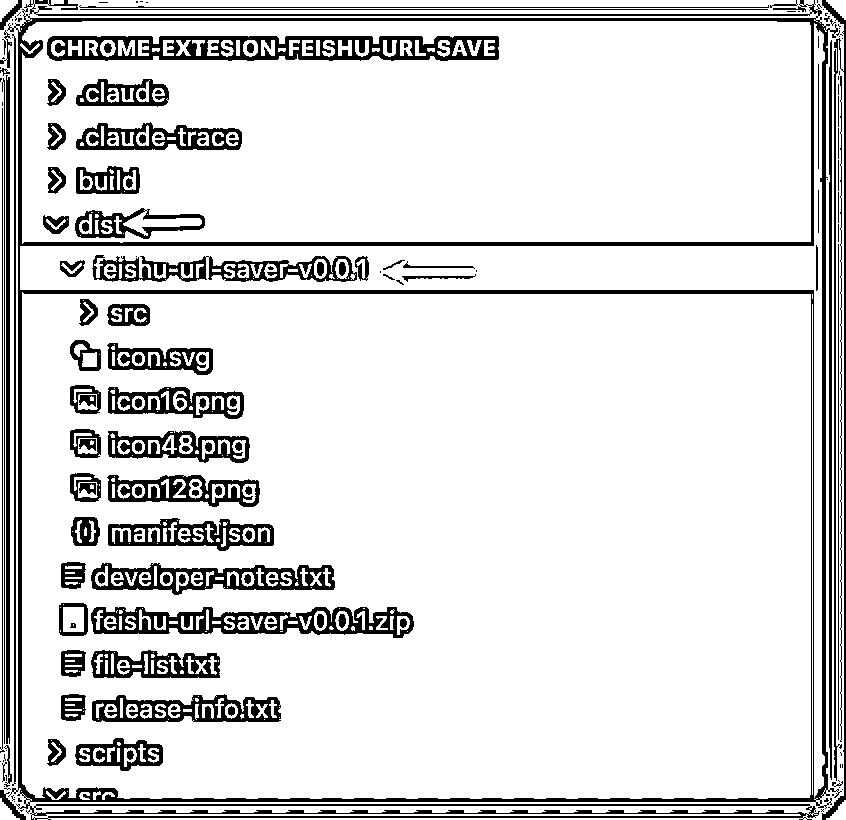 CHROME-EXTESION-FEISHU-URL-SAVE
.claude
.claude-trace
build
dist
feishu-url-saver-v0.0.1
src
icon.svg
icon16.png
icon48.png
icon128.png
manifest.json
developer-notes.txt
feishu-url-saver-v0.0.1.zip
file-list.txt
release-info.txt
scripts
src